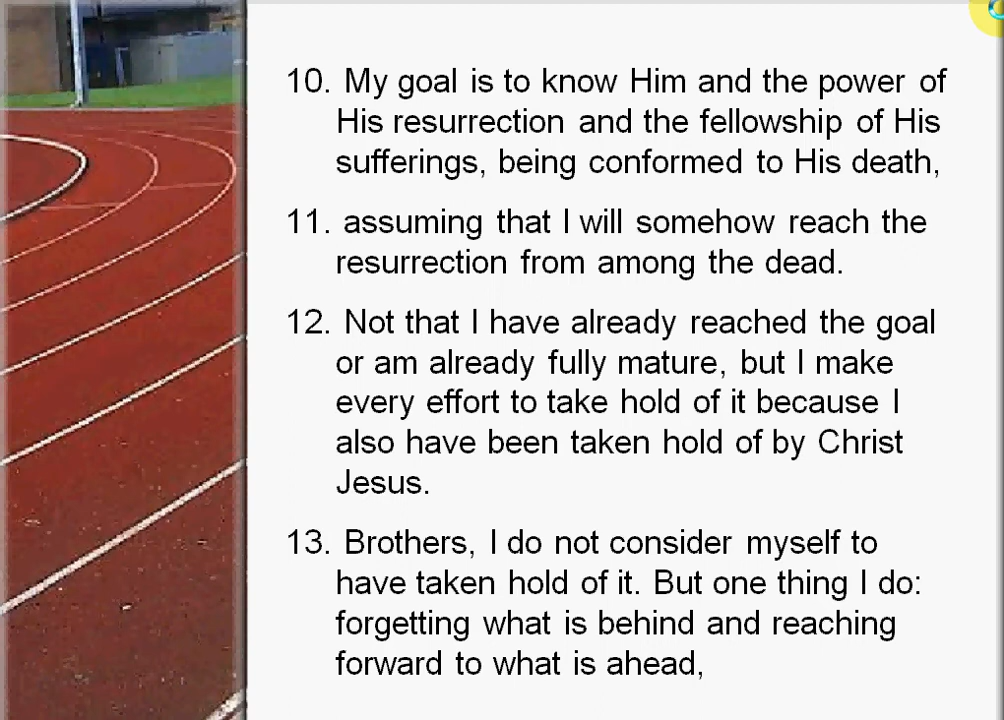 10. My goal is to know Him and the power of
His resurrection and the fellowship of His
sufferings, being conformed to His death,
11. assuming that I will somehow reach the
resurrection from among the dead.
12. Not that I have already reached the goal
or am already fully mature, but I make
every effort to take hold of it because I
also have been taken hold of by Christ
Jesus.
13. Brothers, I do not consider myself to
have taken hold of it. But one thing I do:
forgetting what is behind and reaching
forward to what is ahead,